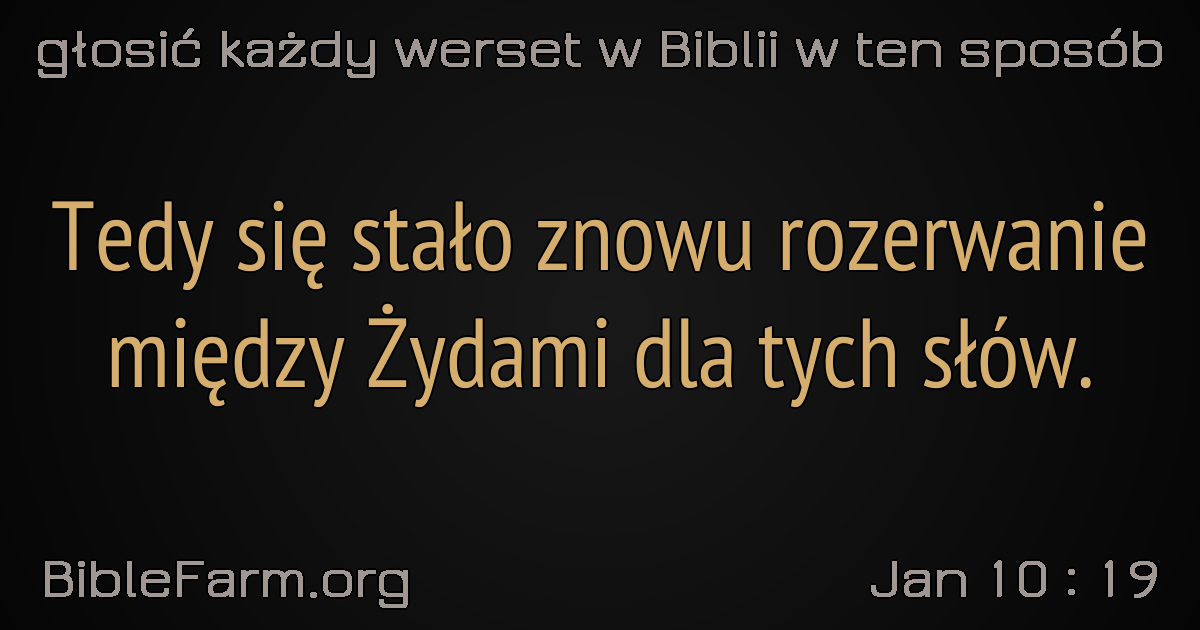 głosić każdy werset w Biblii w ten sposób
Tedy się stało znowu rozerwanie
między Żydami dla tych słów.
BibleFarm.org
Jan 10 : 19